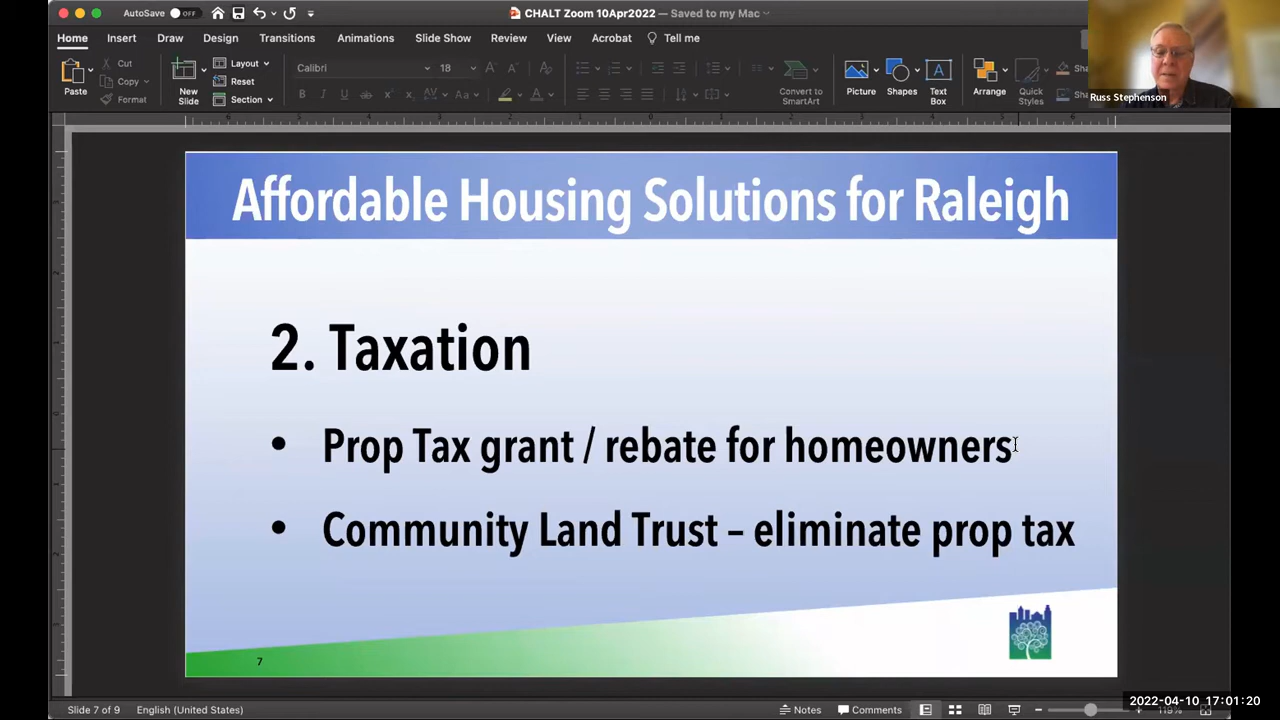 AutoSave OFF
CHALT Zoom 10Apr2022 — Saved to my Mac
Home Insert Draw Design Transitions Animations Slide Show Review View Acrobat Tell me
Paste
Cut
Copy
Format
New Slide
Layout
Reset
Section
Calibri
18
Convert to SmartArt
Picture
Shapes
Text Box
Arrange
Quick Styles
Russ Stephenson
Affordable Housing Solutions for Raleigh
2. Taxation
• Prop Tax grant / rebate for homeowners
• Community Land Trust – eliminate prop tax
7
Slide 7 of 9 English (United States) Notes Comments
2022-04-10 17:01:20